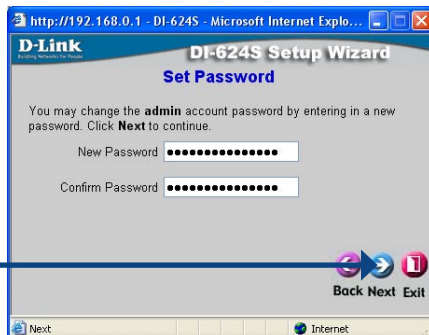 http://192.168.0.1 - DI-624S - Microsoft Internet Explo...
D-Link
Building Networks for People
DI-624S Setup Wizard
Set Password
You may change the admin account password by entering in a new
password. Click Next to continue.
New Password ●●●●●●●●●●●●●●●
Confirm Password ●●●●●●●●●●●●●●●
Back Next Exit
Next
Internet